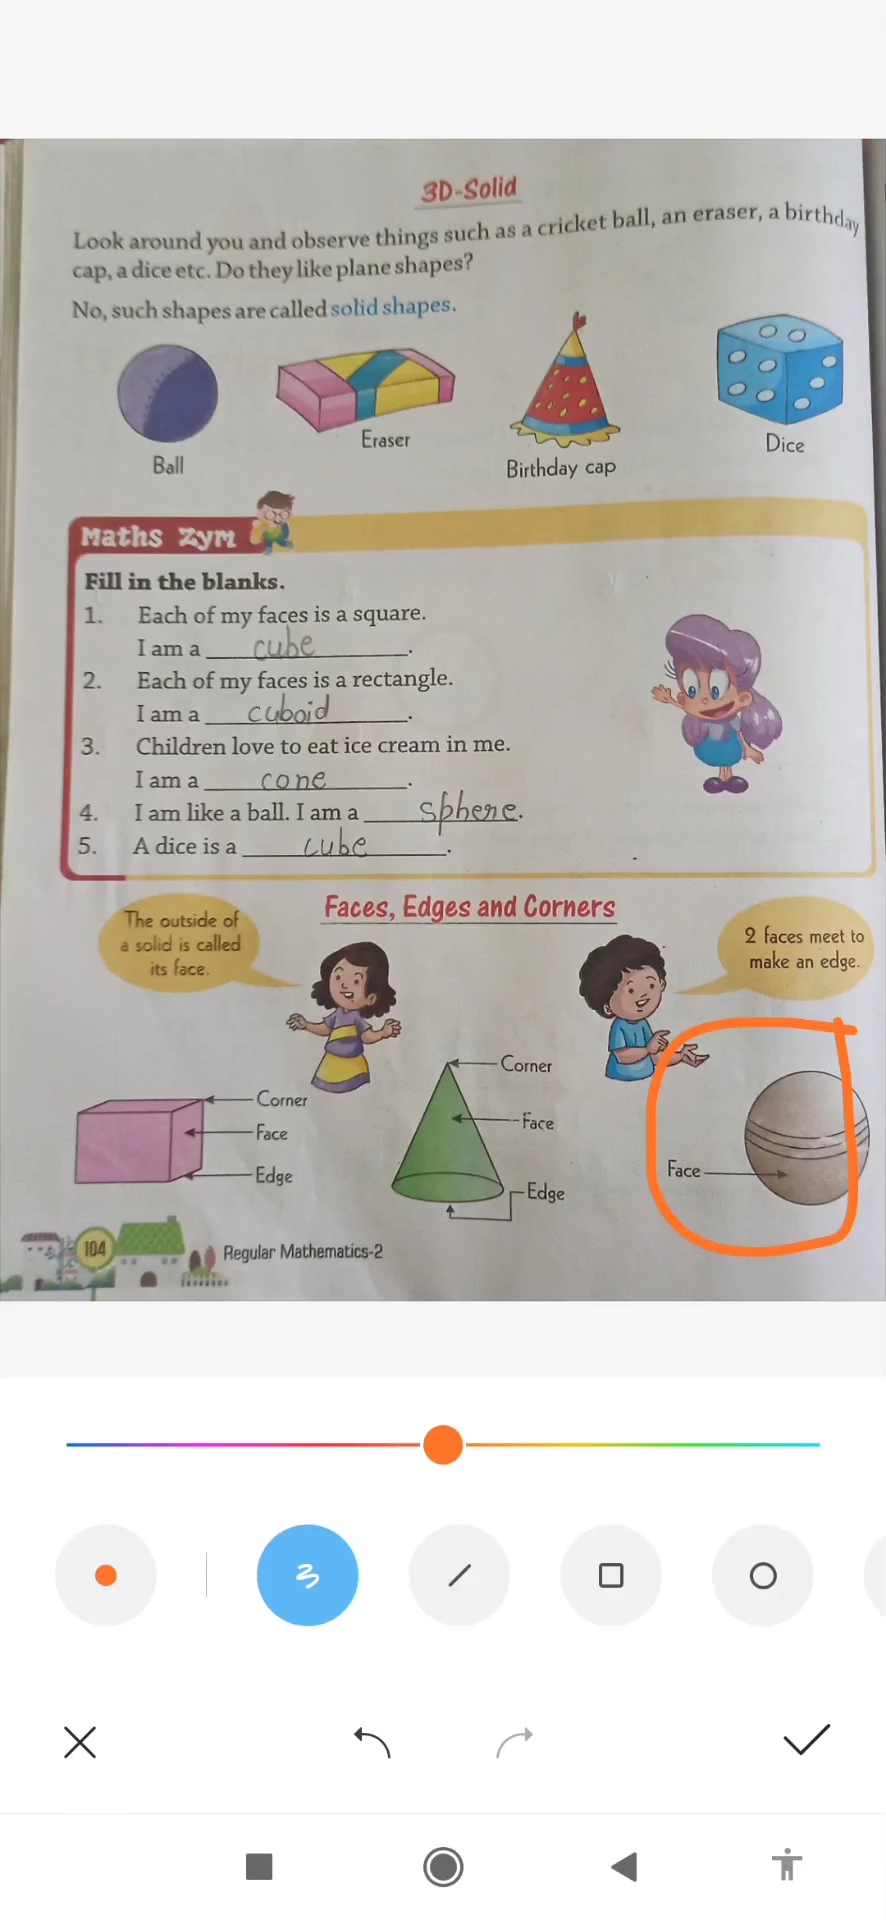 3D-Solid
Look around you and observe things such as a cricket ball, an eraser, a birthday
cap, a dice etc. Do they like plane shapes?
No, such shapes are called solid shapes.
Ball
Eraser
Birthday cap
Dice
Maths Zym
Fill in the blanks.
1. Each of my faces is a square.
I am a cube.
2. Each of my faces is a rectangle.
I am a cuboid.
3. Children love to eat ice cream in me.
I am a cone.
4. I am like a ball. I am a sphere.
5. A dice is a cube.
Faces, Edges and Corners
The outside of
a solid is called
its face.
2 faces meet to
make an edge.
Corner
Face
Edge
Corner
Face
Edge
Face
104
Regular Mathematics-2